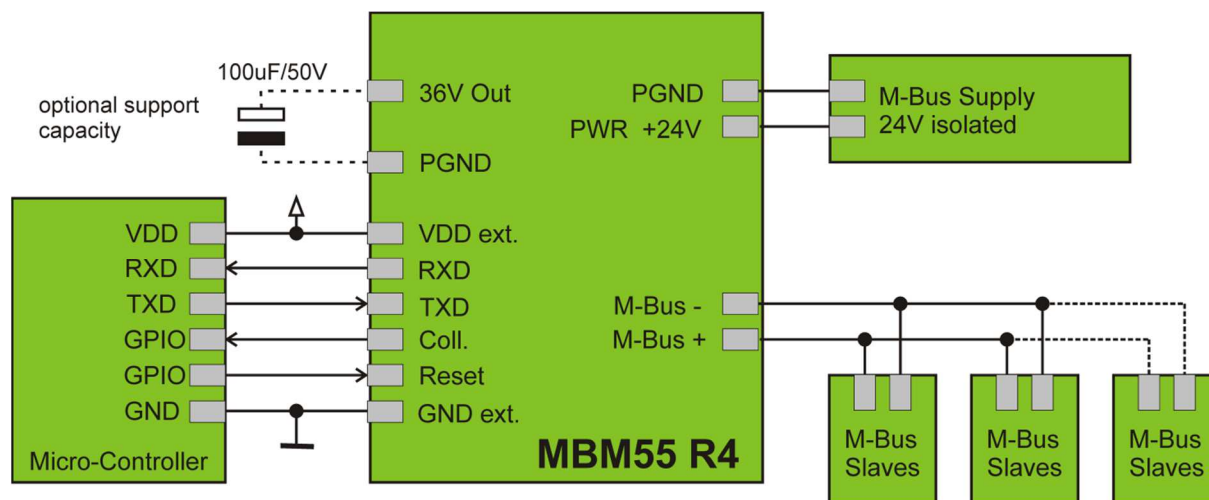 100uF/50V
optional support
capacity
36V Out
PGND
PGND
PWR +24V
M-Bus Supply
24V isolated
VDD
RXD
TXD
GPIO
GPIO
GND
Micro-Controller
VDD ext.
RXD
TXD
Coll.
Reset
GND ext.
M-Bus -
M-Bus +
MBM55 R4
M-Bus
Slaves
M-Bus
Slaves
M-Bus
Slaves